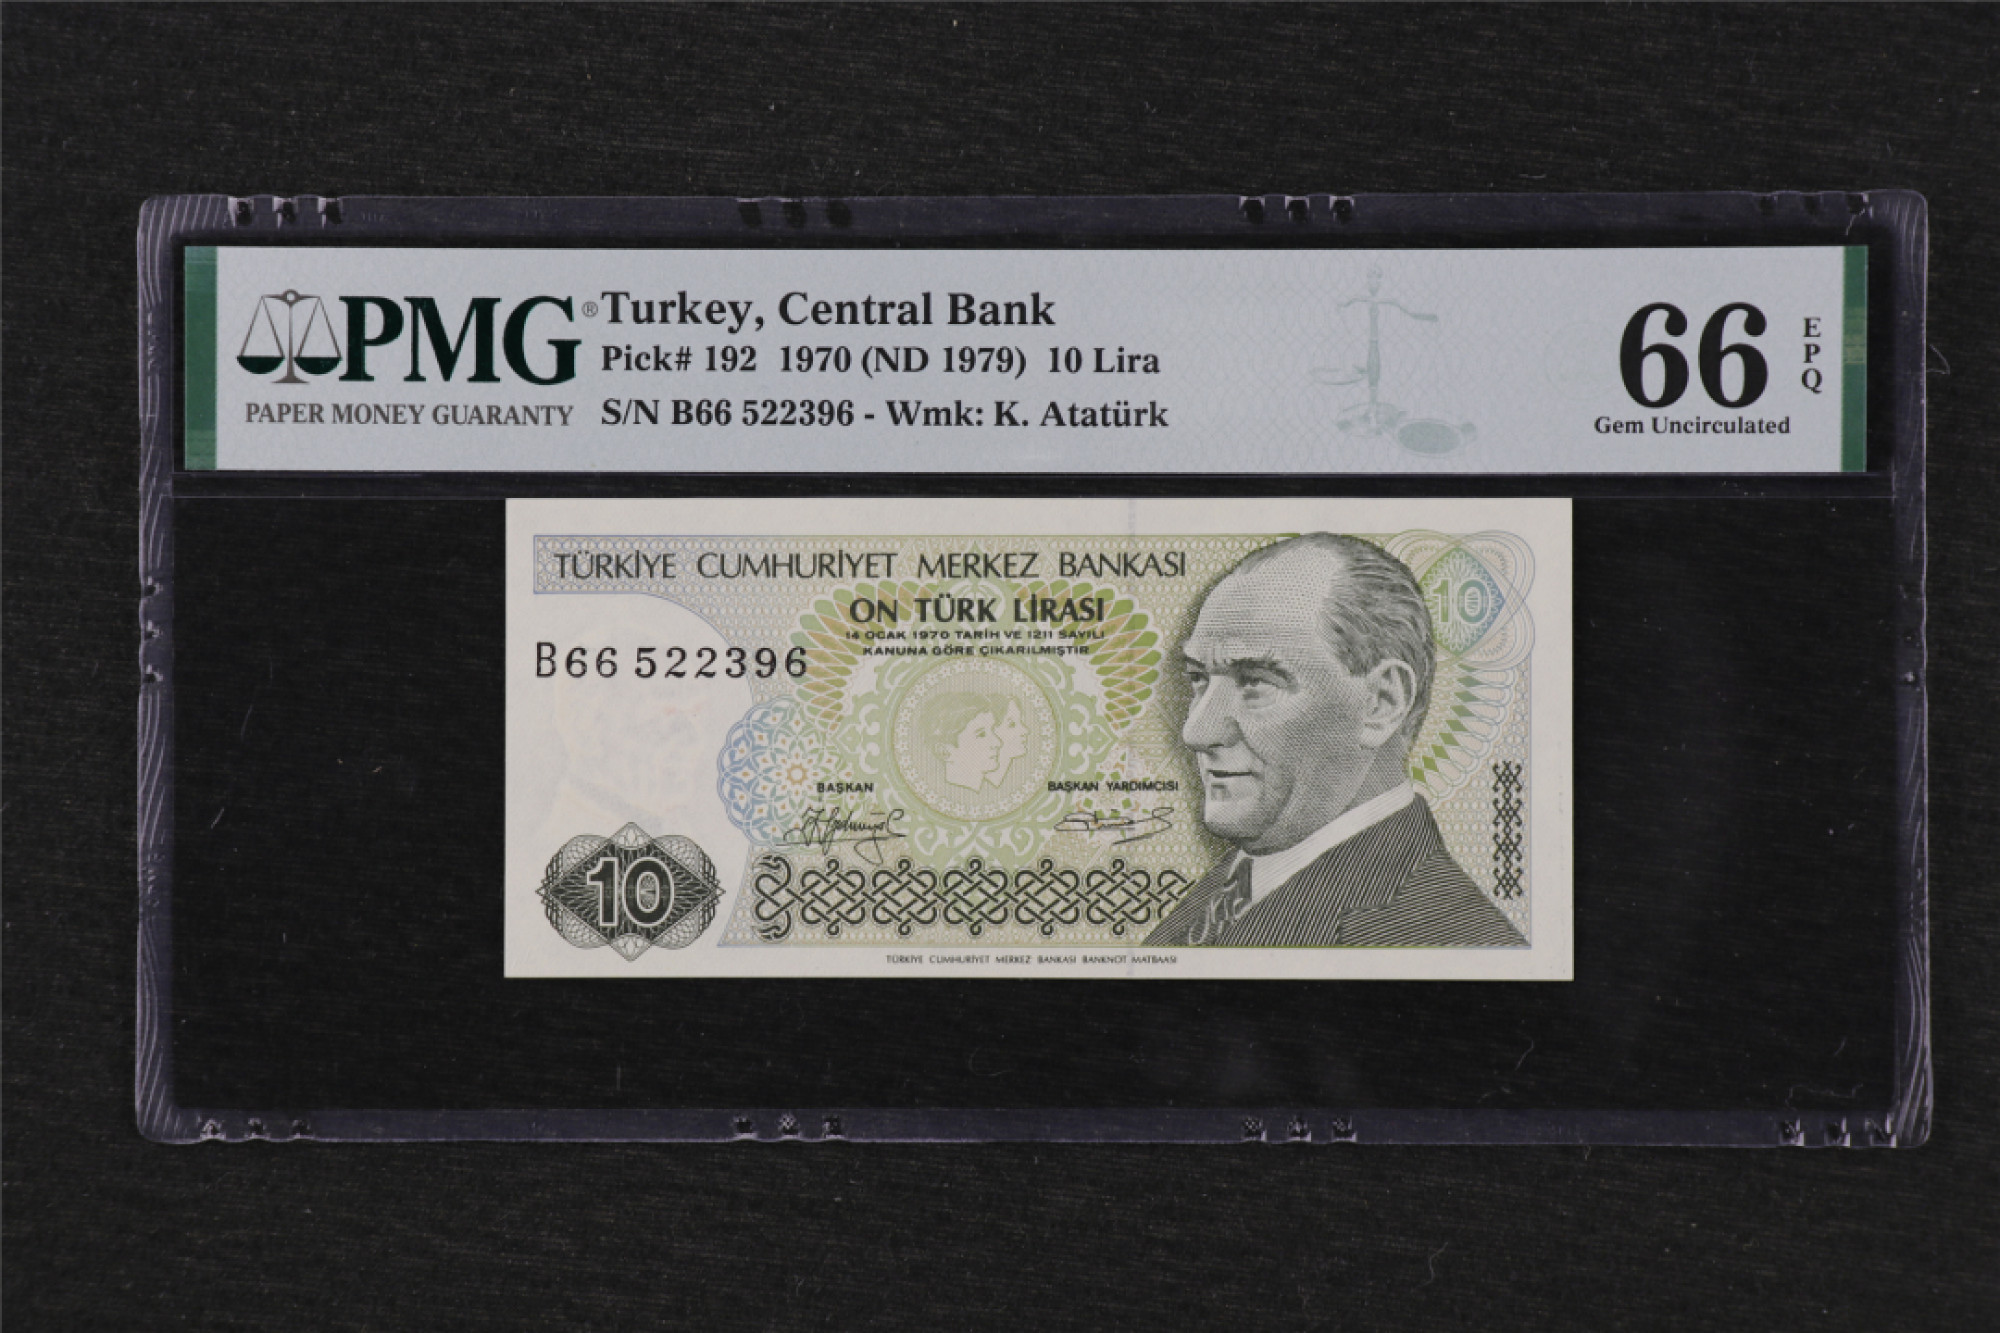 PMG®
PAPER MONEY GUARANTY
Turkey, Central Bank
Pick# 192 1970 (ND 1979) 10 Lira
S/N B66 522396 - Wmk: K. Atatürk
66
EPQ
Gem Uncirculated
TÜRKİYE CUMHURİYET MERKEZ BANKASI
10
ON TÜRK LİRASI
14 OCAK 1970 TARİH VE 1211 SAYILI
KANUNA GÖRE ÇIKARILMIŞTIR
B66 522396
BAŞKAN
BAŞKAN YARDIMCISI
10
TÜRKİYE CUMHURİYET MERKEZ BANKASI BANKNOT MATBAASI